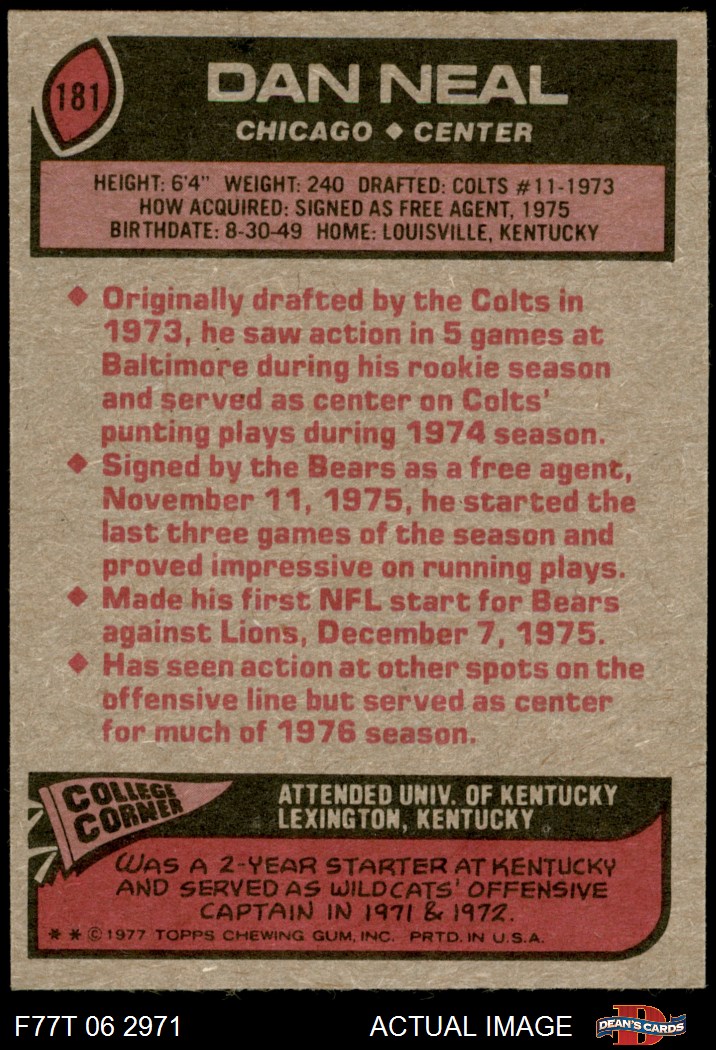 181
DAN NEAL
CHICAGO ♦ CENTER
HEIGHT: 6'4" WEIGHT: 240 DRAFTED: COLTS #11-1973
HOW ACQUIRED: SIGNED AS FREE AGENT, 1975
BIRTHDATE: 8-30-49 HOME: LOUISVILLE, KENTUCKY
♦ Originally drafted by the Colts in
1973, he saw action in 5 games at
Baltimore during his rookie season
and served as center on Colts'
punting plays during 1974 season.
♦ Signed by the Bears as a free agent,
November 11, 1975, he started the
last three games of the season and
proved impressive on running plays.
♦ Made his first NFL start for Bears
against Lions, December 7, 1975.
♦ Has seen action at other spots on the
offensive line but served as center
for much of 1976 season.
COLLEGE
CORNER
ATTENDED UNIV. OF KENTUCKY
LEXINGTON, KENTUCKY
WAS A 2-YEAR STARTER AT KENTUCKY
AND SERVED AS WILDCATS' OFFENSIVE
CAPTAIN IN 1971 & 1972.
* * © 1977 TOPPS CHEWING GUM, INC. PRTD. IN U.S.A.
F77T 06 2971
ACTUAL IMAGE
D
DEAN'S CARDS